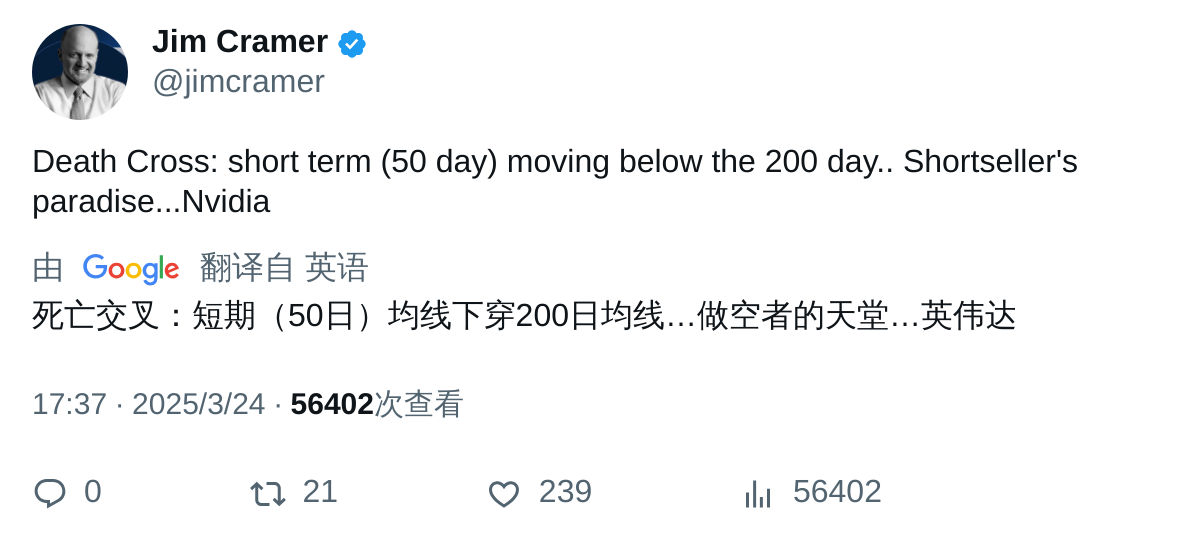 Jim Cramer
@jimcramer
Death Cross: short term (50 day) moving below the 200 day.. Shortseller's
paradise...Nvidia
由 Google 翻译自 英语
死亡交叉：短期（50日）均线下穿200日均线…做空者的天堂…英伟达
17:37 · 2025/3/24 · 56402次查看
0 21 239 56402